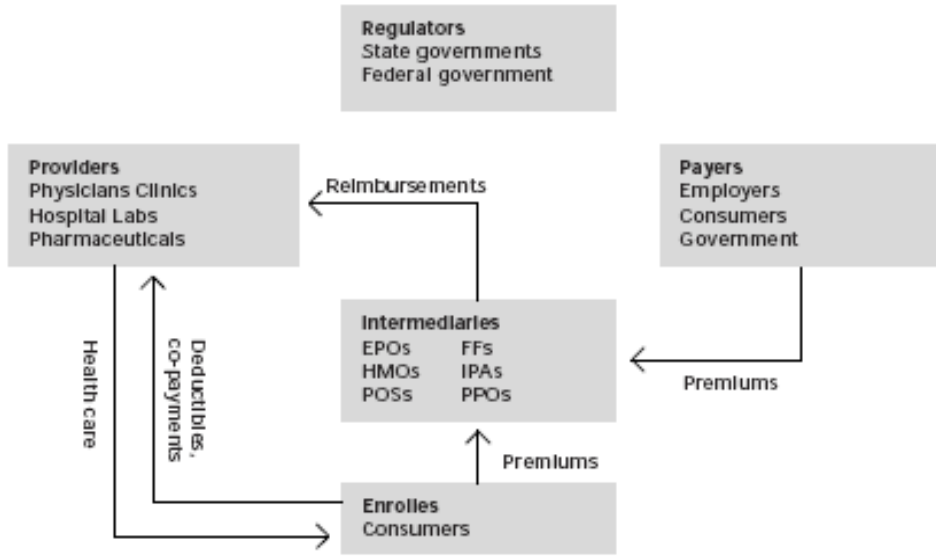 Regulators
State governments
Federal government
Providers
Physicians Clinics
Hospital Labs
Pharmaceuticals
Reimbursements
Payers
Employers
Consumers
Government
Intermediaries
EPOs FFs
HMOs IPAs
POSs PPOs
Premiums
Health care
Deductibles,
co-payments
Premiums
Enrolles
Consumers